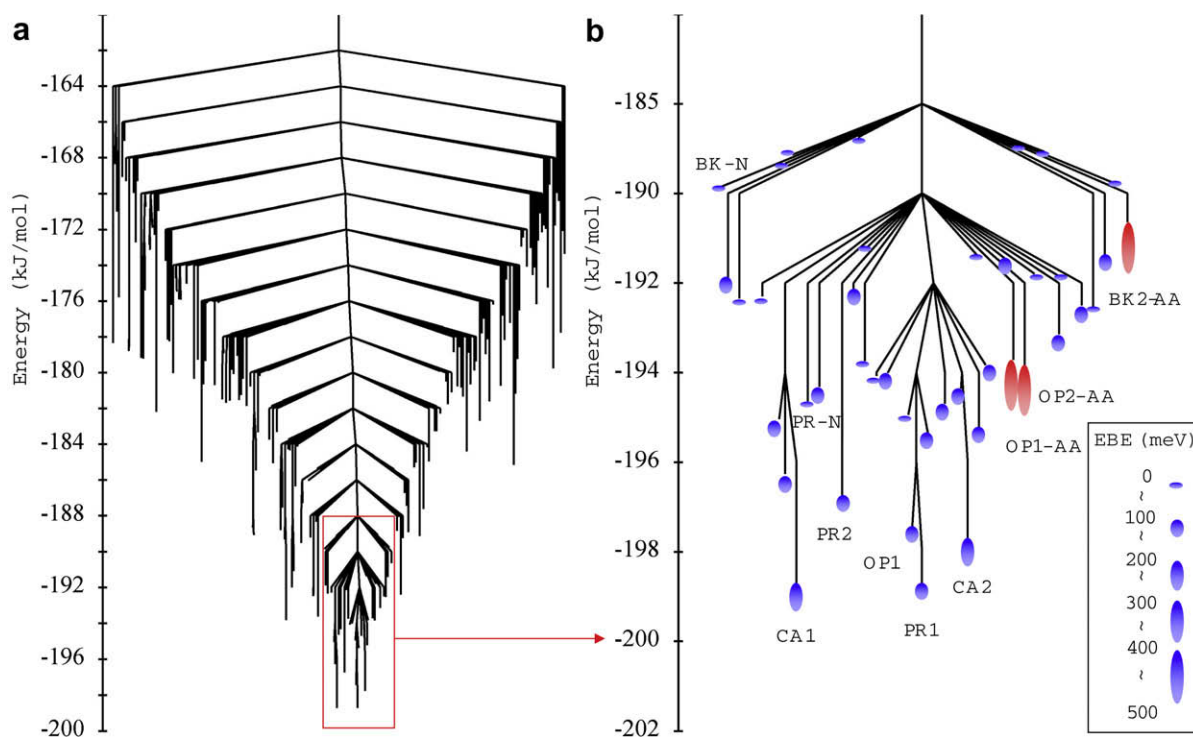 a
-164
-168
-172
-176
-180
-184
-188
-192
-196
-200
Energy (kJ/mol)
b
-185
-190
-192
-194
-196
-198
-200
-202
Energy (kJ/mol)
BK-N
BK2-AA
OP2-AA
OP1-AA
PR-N
PR2
OP1
CA2
CA1
PR1
EBE (meV)
0
~
100
~
200
~
300
~
400
~
500